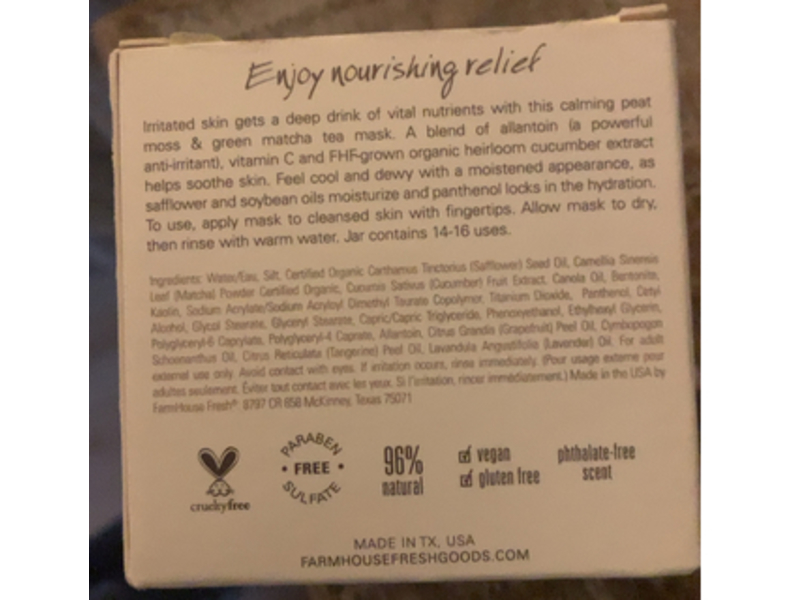 Enjoy nourishing relief
Irritated skin gets a deep drink of vital nutrients with this calming peat
moss & green matcha tea mask. A blend of allantoin (a powerful
anti-irritant), vitamin C and FHF-grown organic heirloom cucumber extract
helps soothe skin. Feel cool and dewy with a moistened appearance, as
safflower and soybean oils moisturize and panthenol locks in the hydration.
To use, apply mask to cleansed skin with fingertips. Allow mask to dry,
then rinse with warm water. Jar contains 14-16 uses.
Ingredients: Water/Eau, Silt, Certified Organic Carthamus Tinctorius (Safflower) Seed Oil, Camellia Sinensis
Leaf (Matcha) Powder Certified Organic, Cucumis Sativus (Cucumber) Fruit Extract, Canola Oil, Bentonite,
Kaolin, Sodium Acrylate/Sodium Acryloyl Dimethyl Taurate Copolymer, Titanium Dioxide, Panthenol, Cetyl
Alcohol, Glycol Stearate, Glyceryl Stearate, Capric/Capric Triglyceride, Phenoxyethanol, Ethylhexyl Glycerin,
Polyglyceryl-6 Caprylate, Polyglyceryl-4 Caprate, Allantoin, Citrus Grandis (Grapefruit) Peel Oil, Cymbopogon
Schoenanthus Oil, Citrus Reticulata (Tangerine) Peel Oil, Lavandula Angustifolia (Lavender) Oil. For adult
external use only. Avoid contact with eyes. If irritation occurs, rinse immediately. (Pour usage externe pour
adultes seulement. Éviter tout contact avec les yeux. Si l'irritation, rincer immédiatement.) Made in the USA by
FarmHouse Fresh® 8797 CR 858 McKinney, Texas 75071
crueltyfree
PARABEN
• FREE •
SULFATE
96%
natural
vegan
gluten free
phthalate-free
scent
MADE IN TX, USA
FARMHOUSEFRESHGOODS.COM